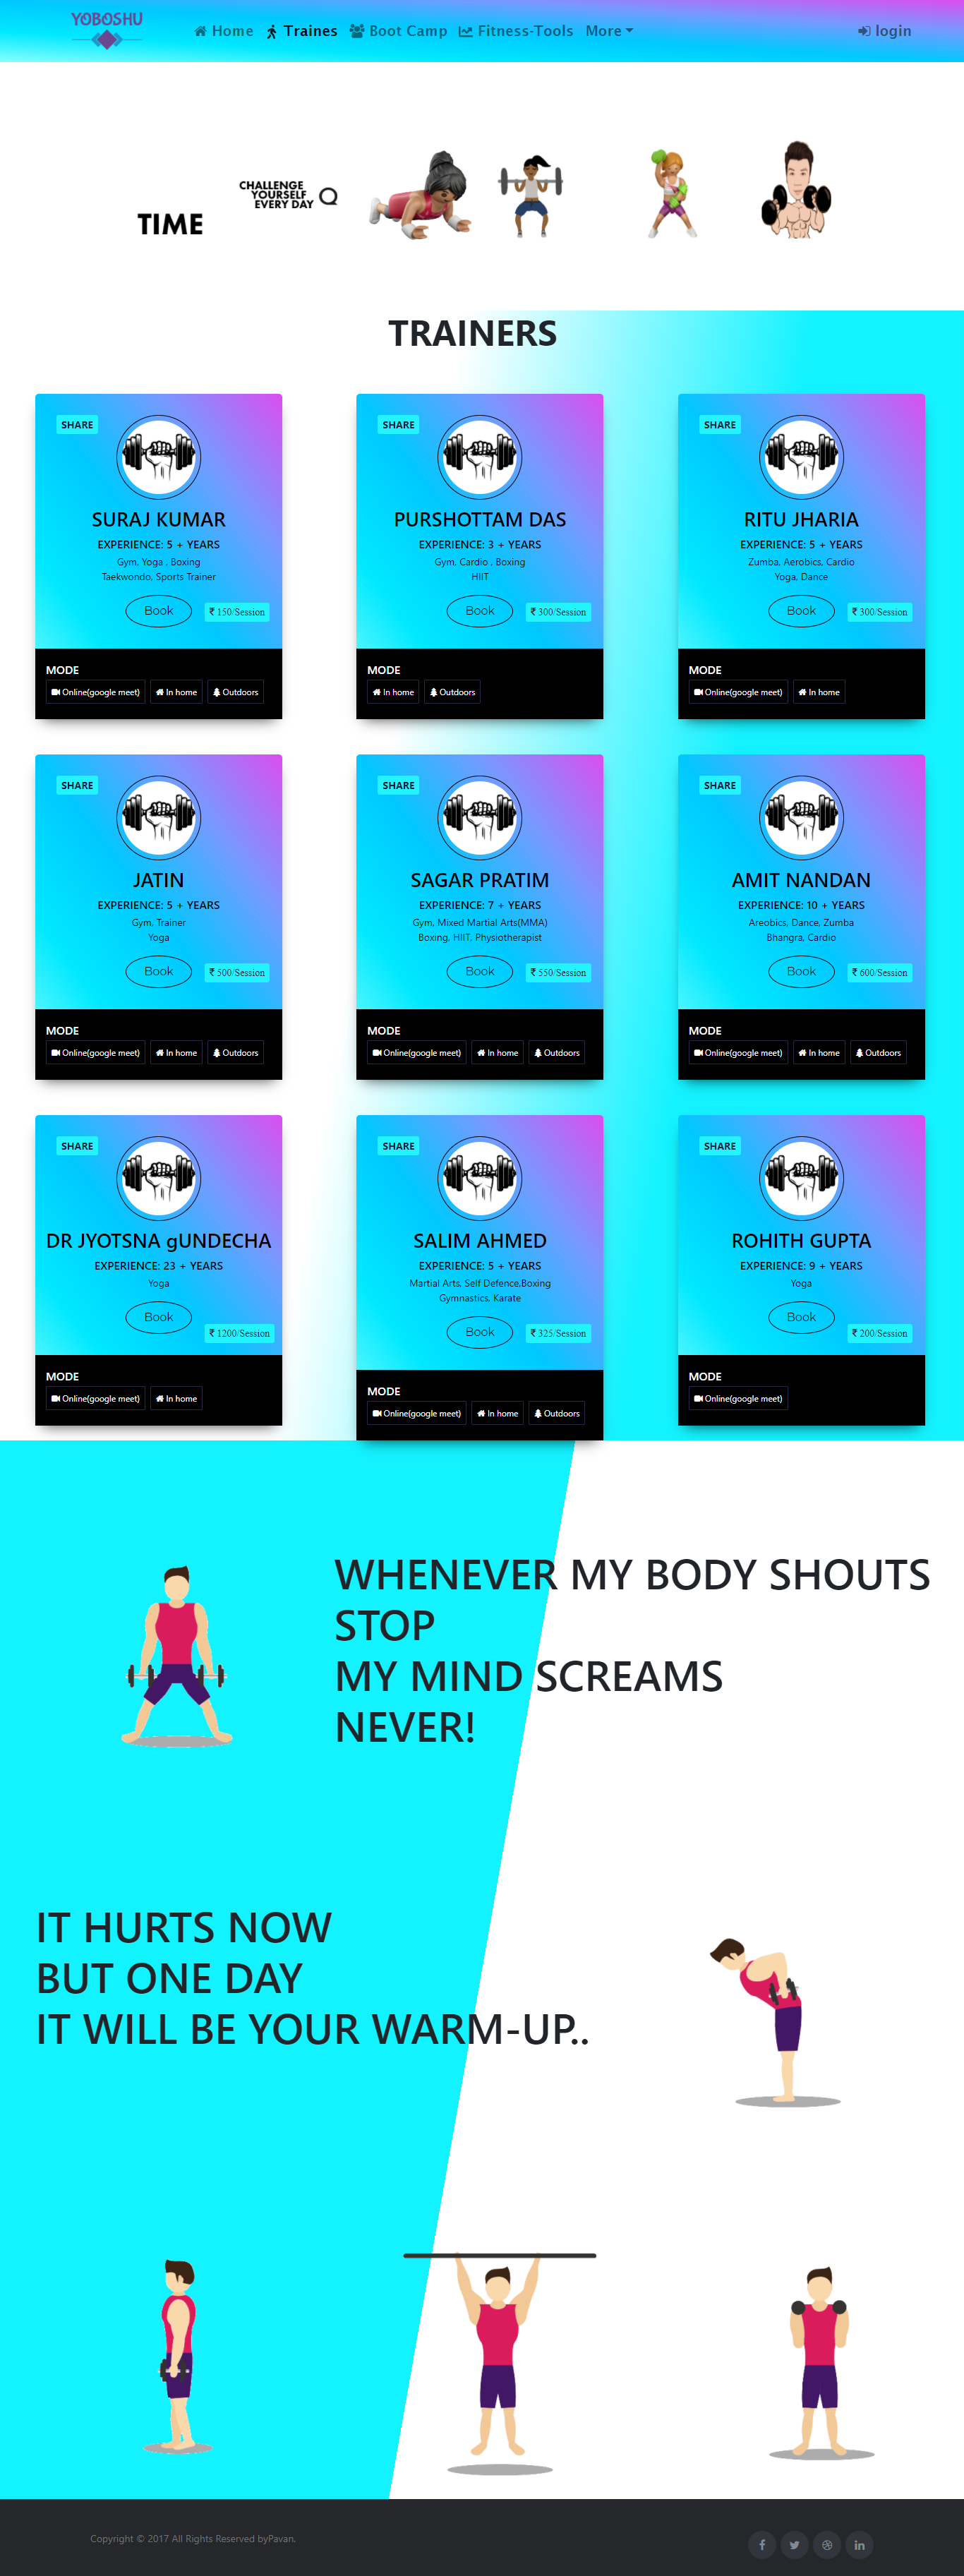 YOBOSHU
Home Traines Boot Camp Fitness-Tools More login
CHALLENGE
YOURSELF
EVERY DAY
TIME
TRAINERS
SHARE
SURAJ KUMAR
EXPERIENCE: 5 + YEARS
Gym, Yoga , Boxing
Taekwondo, Sports Trainer
Book ₹ 150/Session
MODE
Online(google meet) In home Outdoors
SHARE
PURSHOTTAM DAS
EXPERIENCE: 3 + YEARS
Gym, Cardio , Boxing
HIIT
Book ₹ 300/Session
MODE
In home Outdoors
SHARE
RITU JHARIA
EXPERIENCE: 5 + YEARS
Zumba, Aerobics, Cardio
Yoga, Dance
Book ₹ 300/Session
MODE
Online(google meet) In home
SHARE
JATIN
EXPERIENCE: 5 + YEARS
Gym, Trainer
Yoga
Book ₹ 500/Session
MODE
Online(google meet) In home Outdoors
SHARE
SAGAR PRATIM
EXPERIENCE: 7 + YEARS
Gym, Mixed Martial Arts(MMA)
Boxing, HIIT, Physiotherapist
Book ₹ 550/Session
MODE
Online(google meet) In home Outdoors
SHARE
AMIT NANDAN
EXPERIENCE: 10 + YEARS
Areobics, Dance, Zumba
Bhangra, Cardio
Book ₹ 600/Session
MODE
Online(google meet) In home Outdoors
SHARE
DR JYOTSNA gUNDECHA
EXPERIENCE: 23 + YEARS
Yoga
Book ₹ 1200/Session
MODE
Online(google meet) In home
SHARE
SALIM AHMED
EXPERIENCE: 5 + YEARS
Martial Arts, Self Defence,Boxing
Gymnastics, Karate
Book ₹ 325/Session
MODE
Online(google meet) In home Outdoors
SHARE
ROHITH GUPTA
EXPERIENCE: 9 + YEARS
Yoga
Book ₹ 200/Session
MODE
Online(google meet)
WHENEVER MY BODY SHOUTS
STOP
MY MIND SCREAMS
NEVER!
IT HURTS NOW
BUT ONE DAY
IT WILL BE YOUR WARM-UP..
Copyright © 2017 All Rights Reserved byPavan.